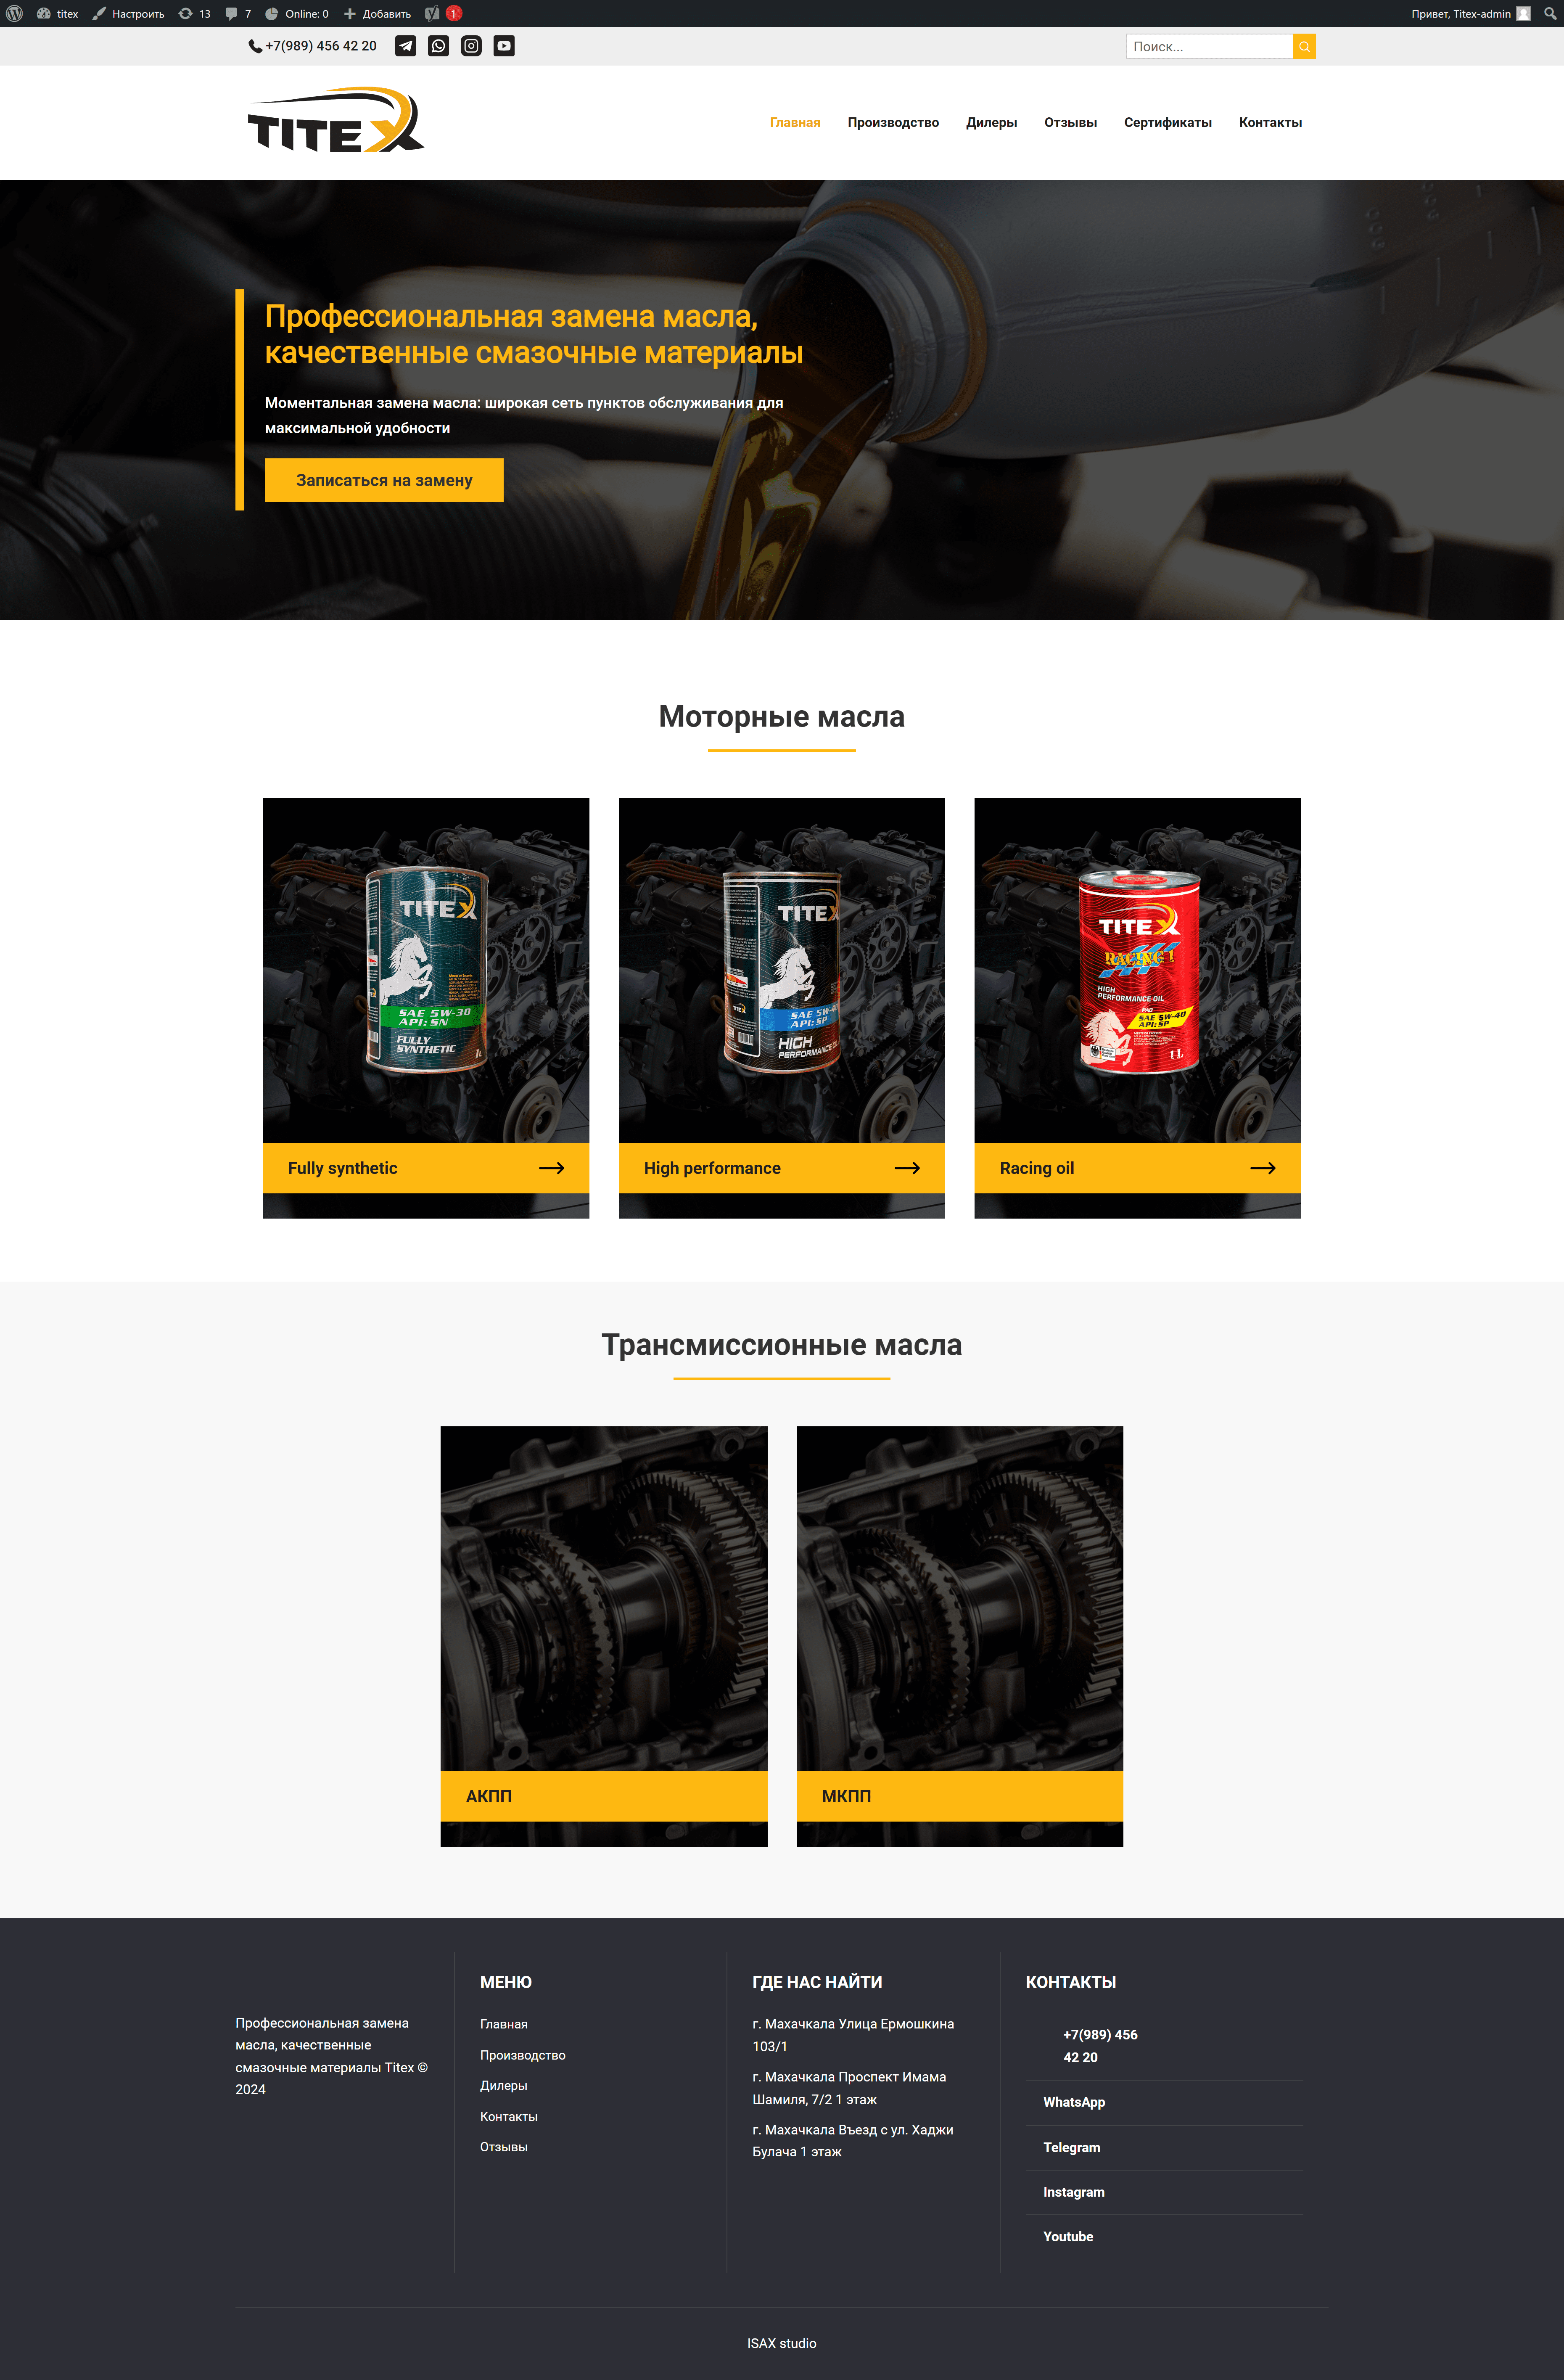 titex Настроить 13 7 Online: 0 Добавить 1 Привет, Titex-admin
+7(989) 456 42 20 Поиск...
TITEX
Главная Производство Дилеры Отзывы Сертификаты Контакты
Профессиональная замена масла,
качественные смазочные материалы
Моментальная замена масла: широкая сеть пунктов обслуживания для
максимальной удобности
Записаться на замену
Моторные масла
TITEX
SAE 5W-30
API: SN
FULLY
SYNTHETIC
1L
Fully synthetic
TITEX
SAE 5W-40
API: SP
HIGH
PERFORMANCE
High performance
TITEX
RACING 1
HIGH
PERFORMANCE OIL
PAO
SAE 5W-40
API: SP
1L
Racing oil
Трансмиссионные масла
АКПП
МКПП
Профессиональная замена
масла, качественные
смазочные материалы Titex ©
2024
МЕНЮ
Главная
Производство
Дилеры
Контакты
Отзывы
ГДЕ НАС НАЙТИ
г. Махачкала Улица Ермошкина
103/1
г. Махачкала Проспект Имама
Шамиля, 7/2 1 этаж
г. Махачкала Въезд с ул. Хаджи
Булача 1 этаж
КОНТАКТЫ
+7(989) 456
42 20
WhatsApp
Telegram
Instagram
Youtube
ISAX studio